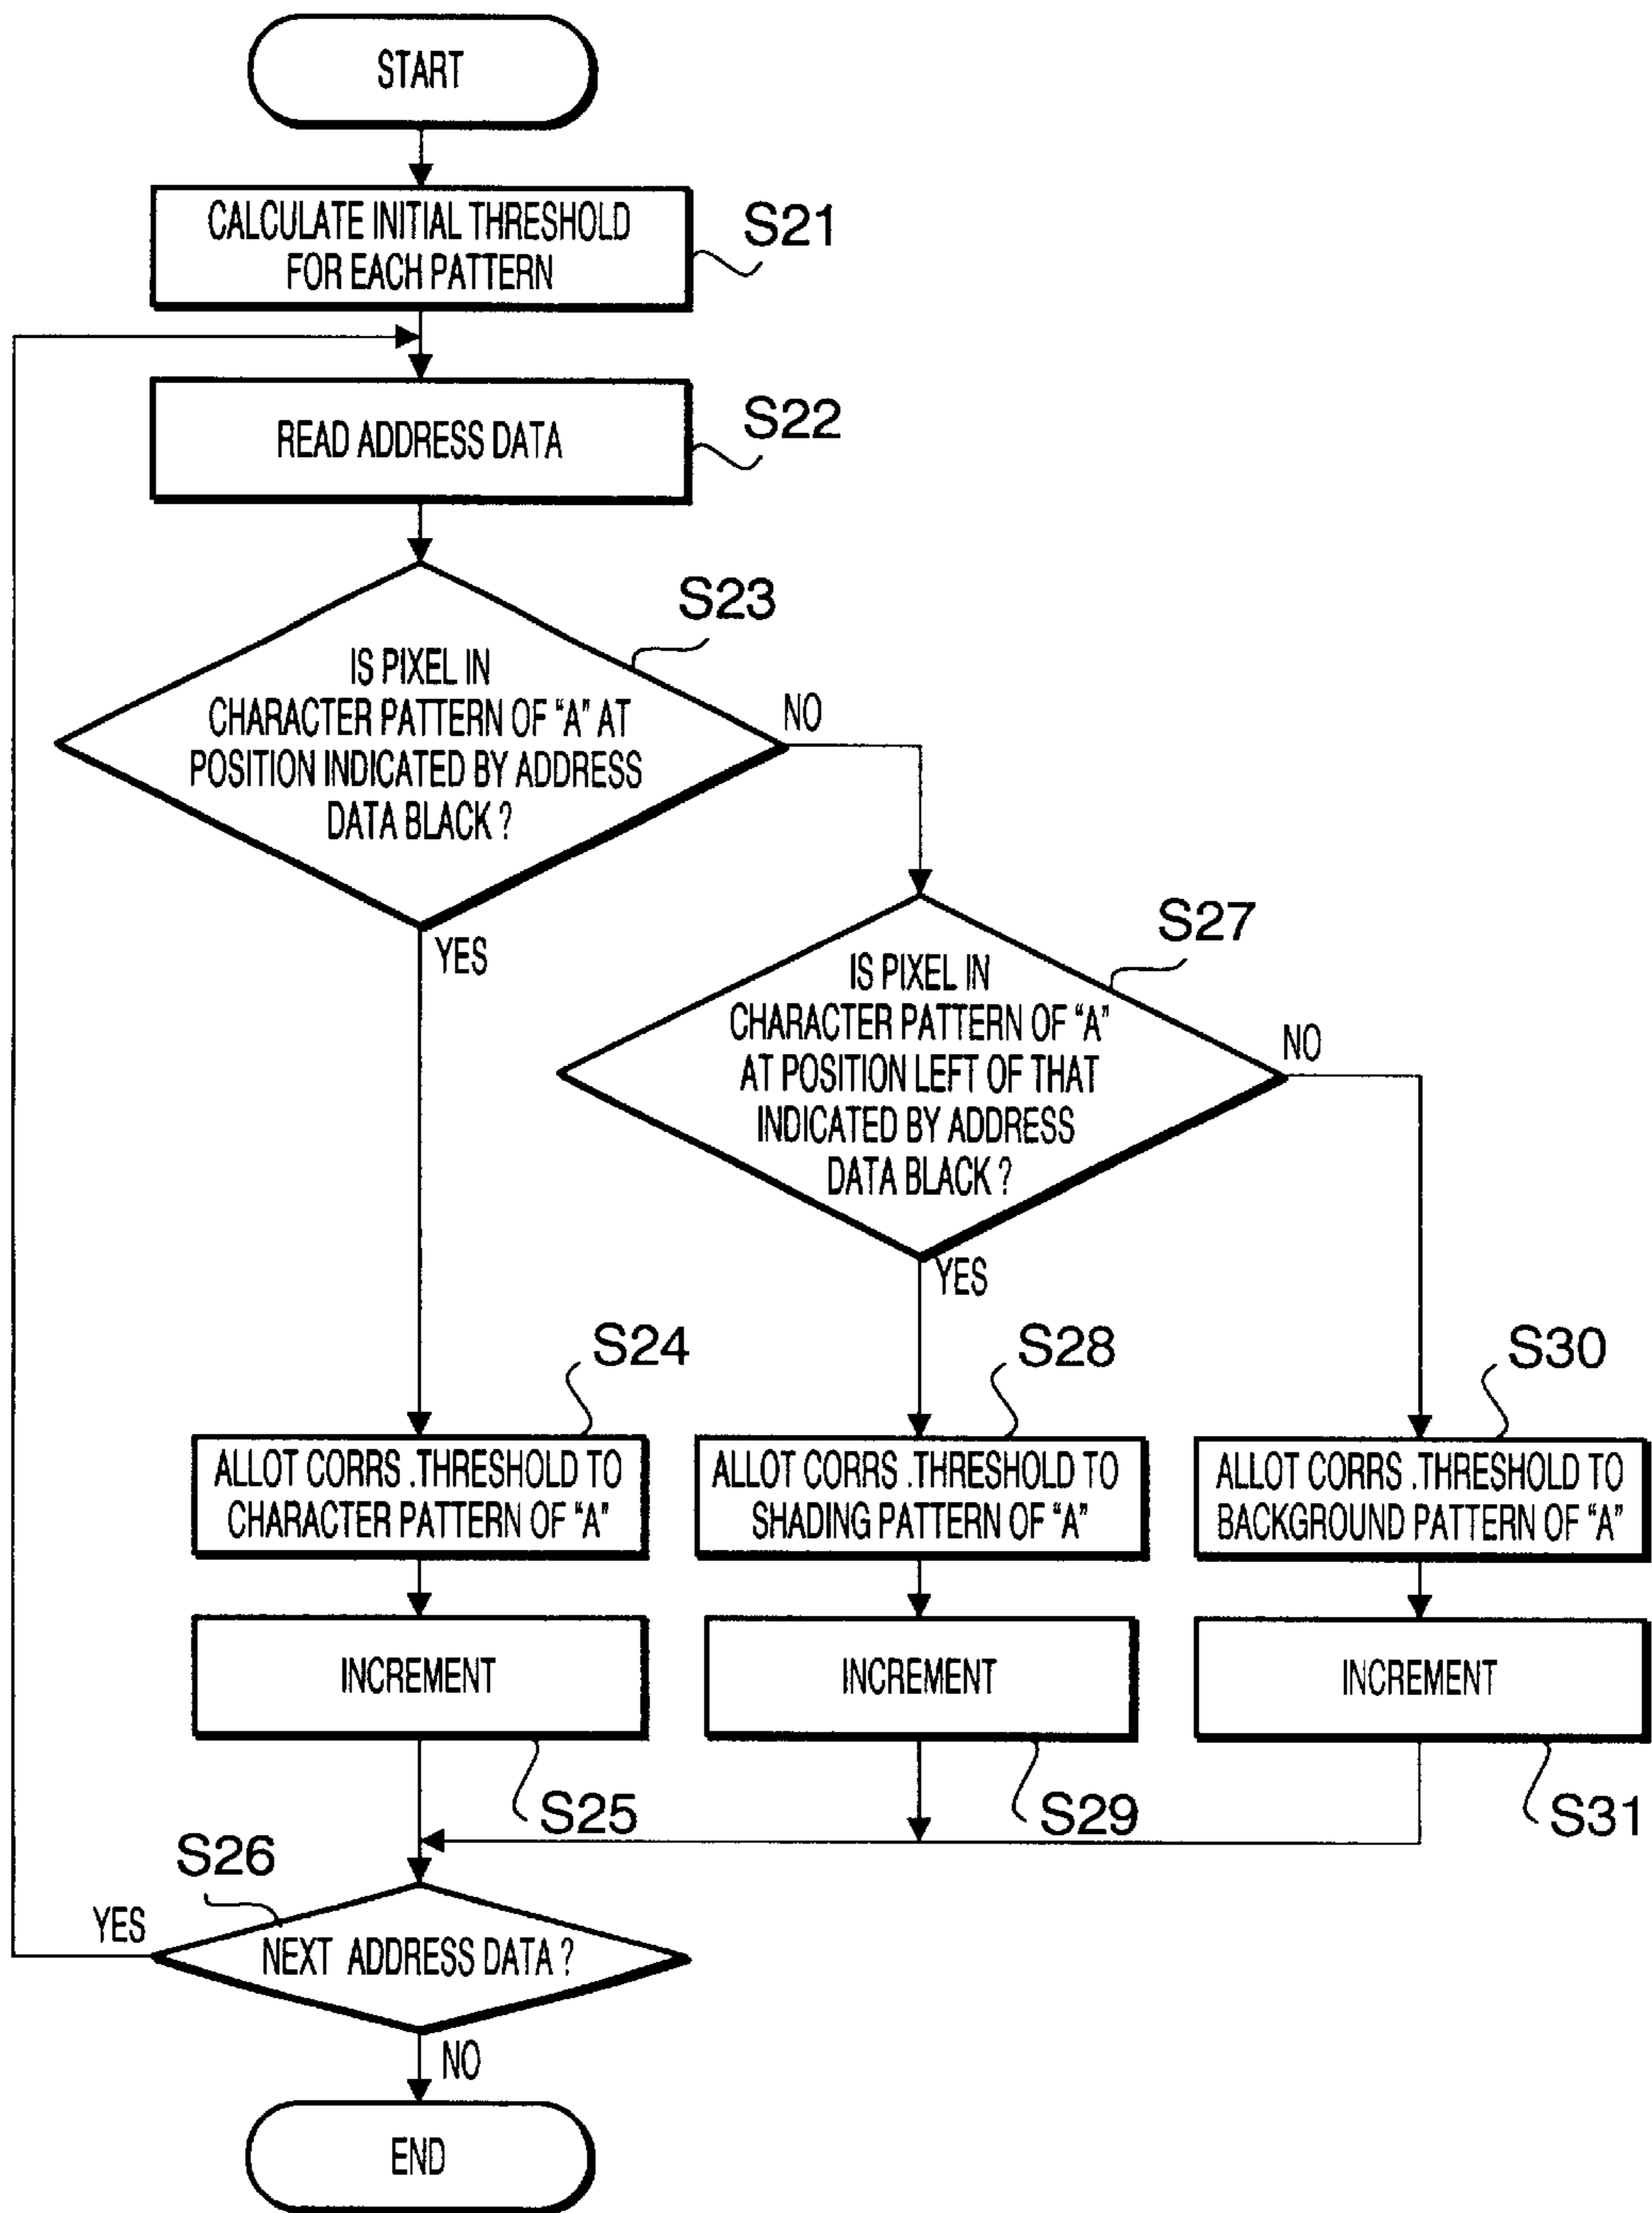 START
CALCULATE INITIAL THRESHOLD
FOR EACH PATTERN
S21
READ ADDRESS DATA
S22
S23
IS PIXEL IN
CHARACTER PATTERN OF "A" AT
POSITION INDICATED BY ADDRESS
DATA BLACK ?
NO
YES
S27
IS PIXEL IN
CHARACTER PATTERN OF "A"
AT POSITION LEFT OF THAT
INDICATED BY ADDRESS
DATA BLACK ?
NO
YES
S24
ALLOT CORRS .THRESHOLD TO
CHARACTER PATTERN OF "A"
S28
ALLOT CORRS .THRESHOLD TO
SHADING PATTERN OF "A"
S30
ALLOT CORRS .THRESHOLD TO
BACKGROUND PATTERN OF "A"
INCREMENT
S25
INCREMENT
S29
INCREMENT
S31
S26
YES
NEXT ADDRESS DATA ?
NO
END